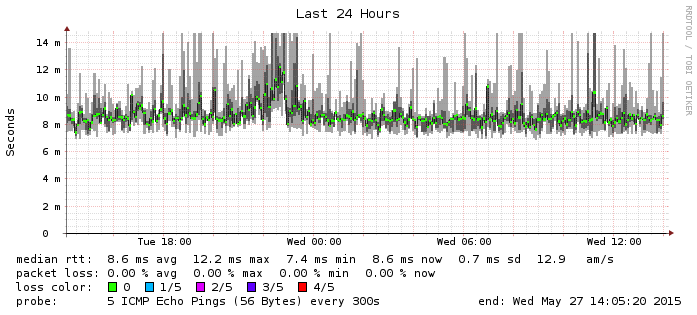 Last 24 Hours
RRDTOOL / TOBI OETIKER
Seconds
14 m
12 m
10 m
8 m
6 m
4 m
2 m
0
Tue 18:00 Wed 00:00 Wed 06:00 Wed 12:00
median rtt: 8.6 ms avg 12.2 ms max 7.4 ms min 8.6 ms now 0.7 ms sd 12.9 am/s
packet loss: 0.00 % avg 0.00 % max 0.00 % min 0.00 % now
loss color: 0 1/5 2/5 3/5 4/5
probe: 5 ICMP Echo Pings (56 Bytes) every 300s end: Wed May 27 14:05:20 2015